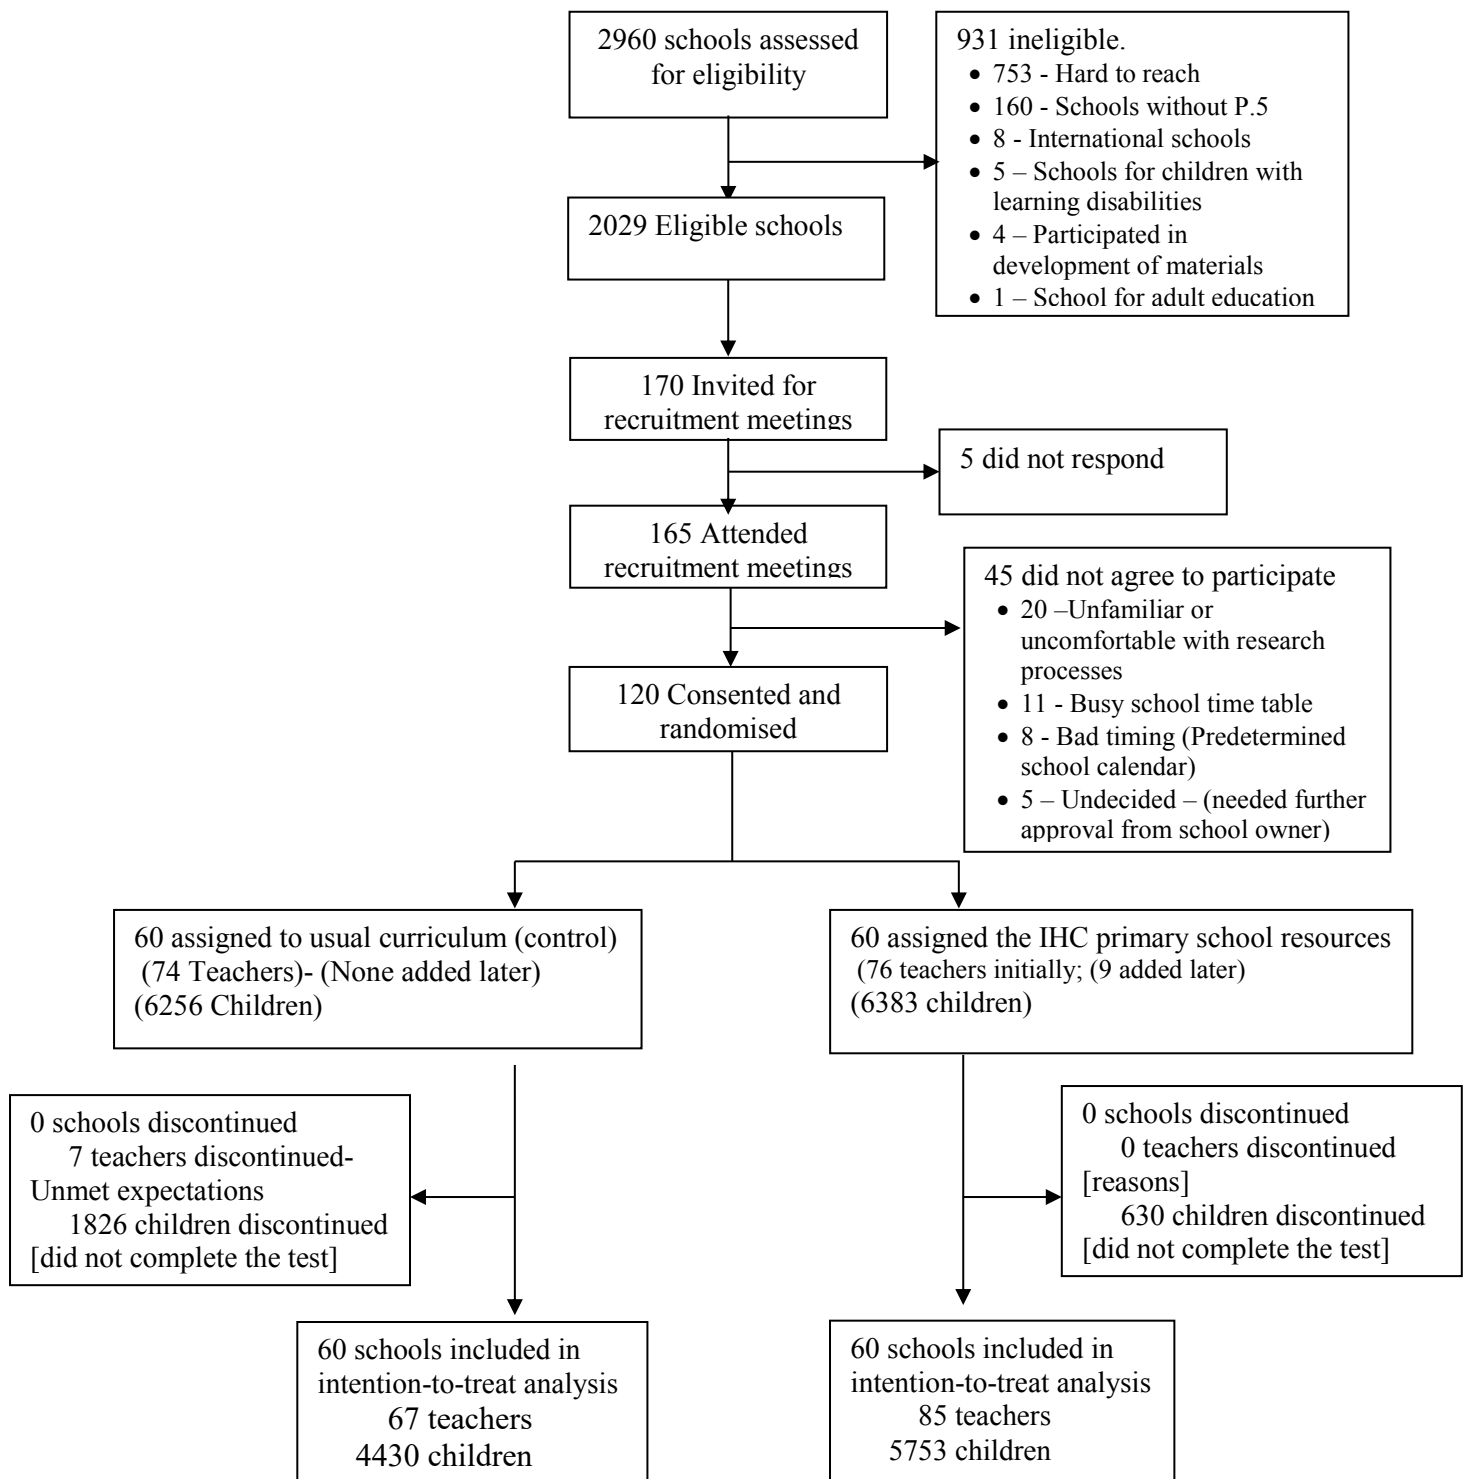 2960 schools assessed
for eligibility
931 ineligible.
• 753 - Hard to reach
• 160 - Schools without P.5
• 8 - International schools
• 5 – Schools for children with
learning disabilities
• 4 – Participated in
development of materials
• 1 – School for adult education
2029 Eligible schools
170 Invited for
recruitment meetings
5 did not respond
165 Attended
recruitment meetings
45 did not agree to participate
• 20 –Unfamiliar or
uncomfortable with research
processes
• 11 - Busy school time table
• 8 - Bad timing (Predetermined
school calendar)
• 5 – Undecided – (needed further
approval from school owner)
120 Consented and
randomised
60 assigned to usual curriculum (control)
(74 Teachers)- (None added later)
(6256 Children)
60 assigned the IHC primary school resources
(76 teachers initially; (9 added later)
(6383 children)
0 schools discontinued
7 teachers discontinued-
Unmet expectations
1826 children discontinued
[did not complete the test]
0 schools discontinued
0 teachers discontinued
[reasons]
630 children discontinued
[did not complete the test]
60 schools included in
intention-to-treat analysis
67 teachers
4430 children
60 schools included in
intention-to-treat analysis
85 teachers
5753 children